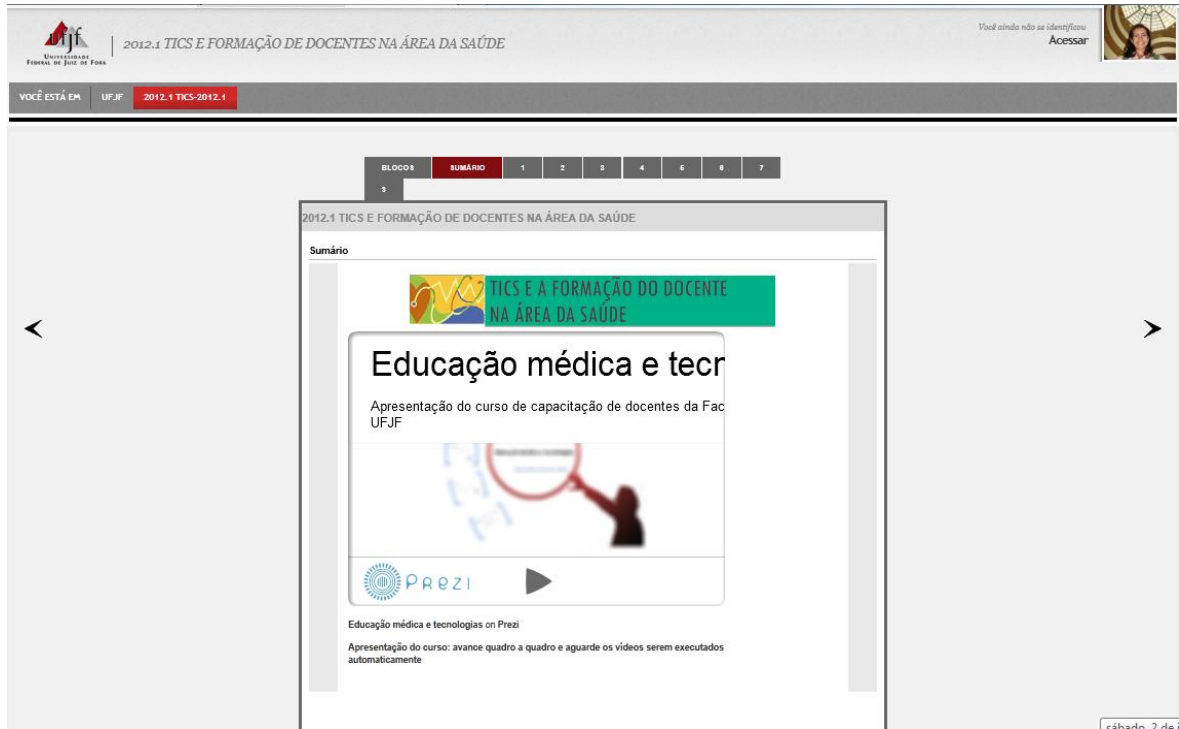 Você ainda não se identificou
Acessar
ufjf
UNIVERSIDADE
FEDERAL DE JUIZ DE FORA
2012.1 TICS E FORMAÇÃO DE DOCENTES NA ÁREA DA SAÚDE
VOCÊ ESTÁ EM UFJF 2012.1 TICS-2012.1
BLOCOS SUMÁRIO 1 2 3 4 5 6 7
8
2012.1 TICS E FORMAÇÃO DE DOCENTES NA ÁREA DA SAÚDE
Sumário
TICS E A FORMAÇÃO DO DOCENTE
NA ÁREA DA SAÚDE
Educação médica e tecn
Apresentação do curso de capacitação de docentes da Fac
UFJF
Prezi
Educação médica e tecnologias on Prezi
Apresentação do curso: avance quadro a quadro e aguarde os vídeos serem executados
automaticamente
sábado, 2 de